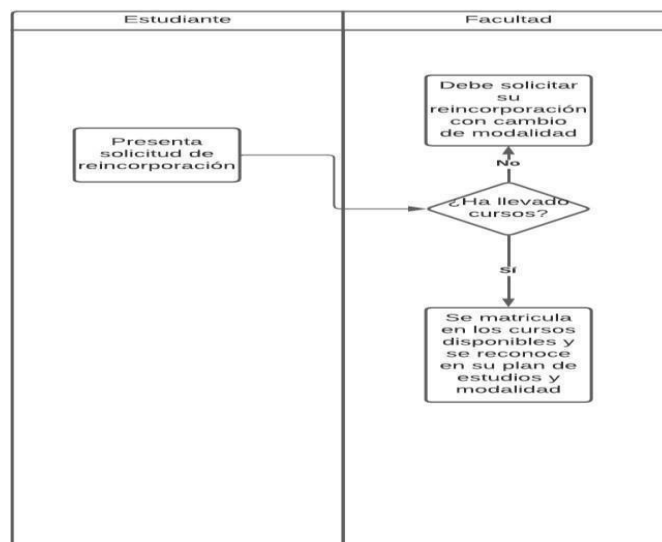 Estudiante
Facultad
Debe solicitar
su
reincorporación
con cambio
de modalidad
Presenta
solicitud de
reincorporación
No
¿Ha llevado
cursos?
Sí
Se matricula
en los cursos
disponibles y
se reconoce
en su plan de
estudios y
modalidad